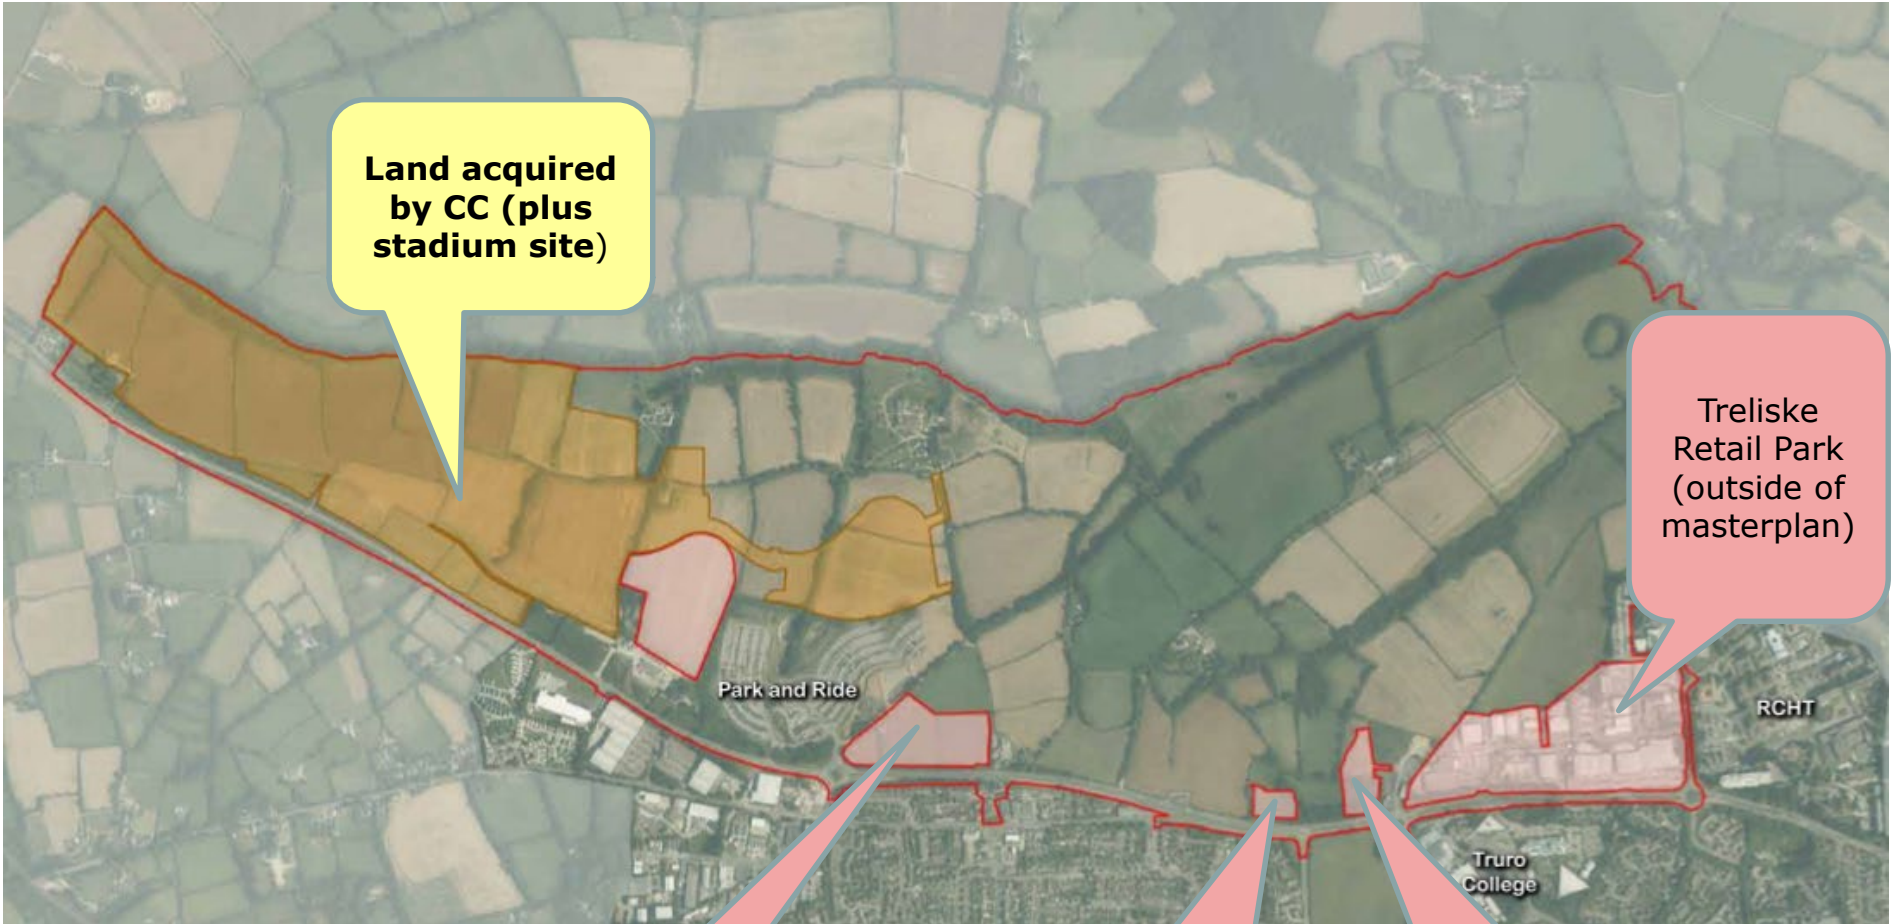 Land acquired
by CC (plus
stadium site)
Treliske
Retail Park
(outside of
masterplan)
Park and Ride
RCHT
Truro
College